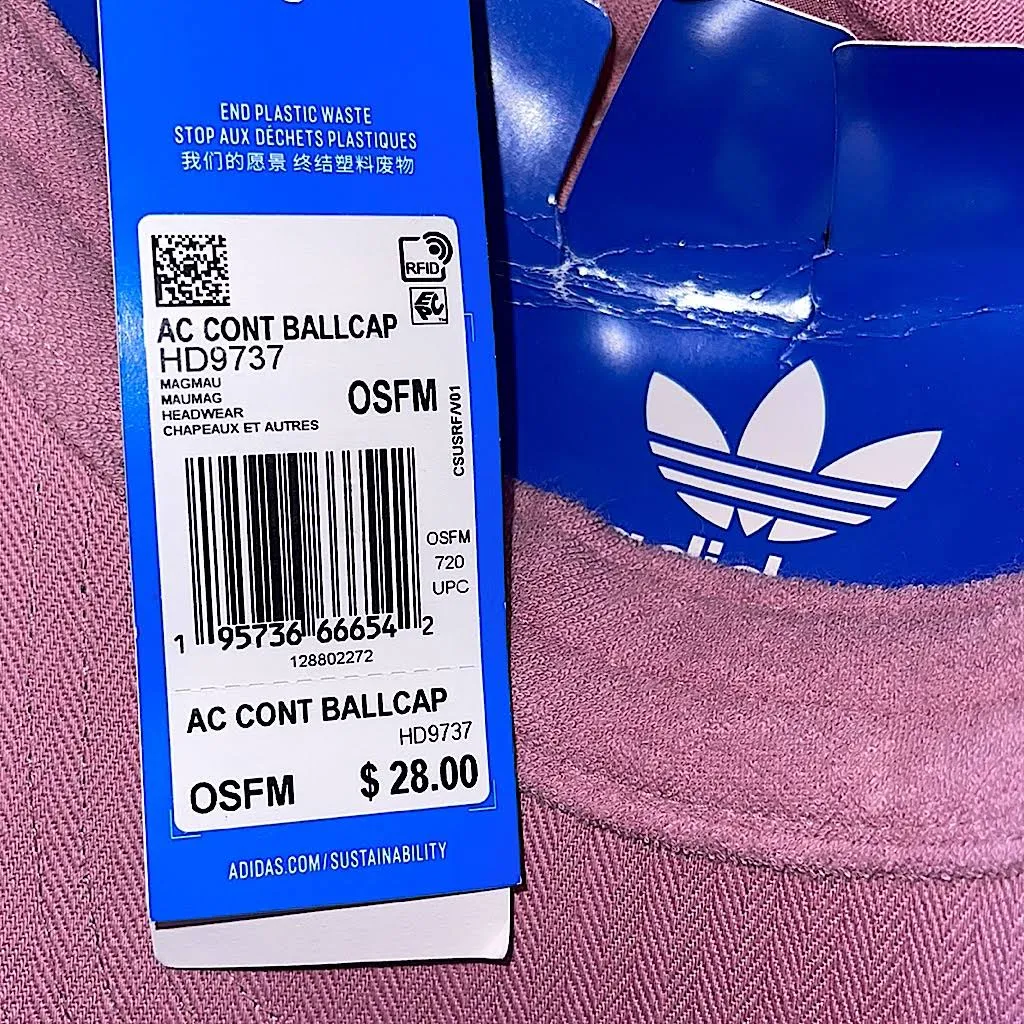 END PLASTIC WASTE
STOP AUX DÉCHETS PLASTIQUES
我们的愿景 终结塑料废物
RFID
AC CONT BALLCAP
HD9737
MAGMAU
MAUMAG
HEADWEAR
CHAPEAUX ET AUTRES
OSFM
CSUSRF/V01
OSFM
720
UPC
1 95736 66654 2
128802272
AC CONT BALLCAP
HD9737
OSFM $ 28.00
ADIDAS.COM/SUSTAINABILITY